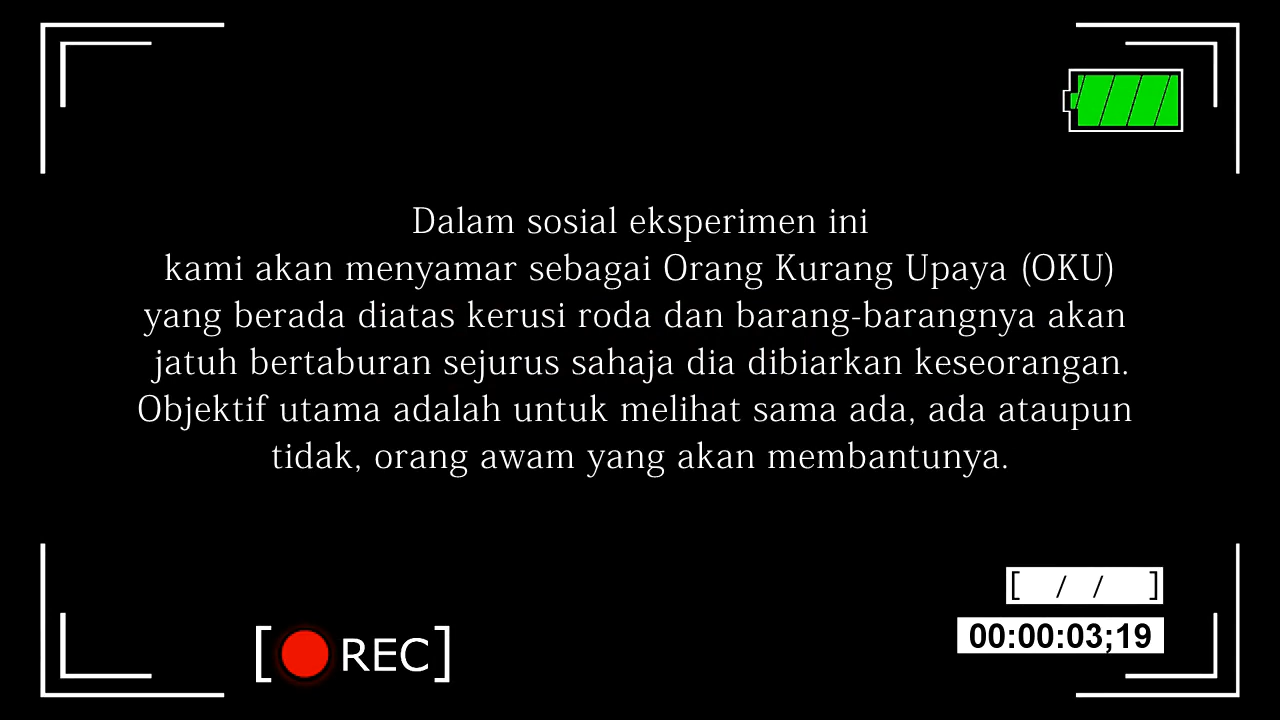 Dalam sosial eksperimen ini
kami akan menyamar sebagai Orang Kurang Upaya (OKU)
yang berada diatas kerusi roda dan barang-barangnya akan
jatuh bertaburan sejurus sahaja dia dibiarkan keseorangan.
Objektif utama adalah untuk melihat sama ada, ada ataupun
tidak, orang awam yang akan membantunya.
[ / / ]
00:00:03;19
[ REC]